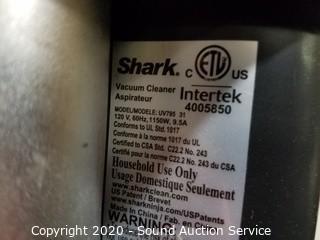 Shark.
C ETL US
Vacuum Cleaner
Intertek
Aspirateur
4005850
MODEL/MODELE: UV795 31
120 V, 60Hz, 1150W, 9.5A
Conforms to UL Std. 1017
Conforme à la norme 1017 du UL
Certified to CSA Std. C22.2 No. 243
Certifié pour la norme C22.2 No. 243 du CSA
Household Use Only
Usage Domestique Seulement
www.sharkclean.com
US Patent / Brevet
www.sharkninja.com/USPatents
Made in China / Fab. en Chine
WARNING
Copyright 2020 - Sound Auction Service